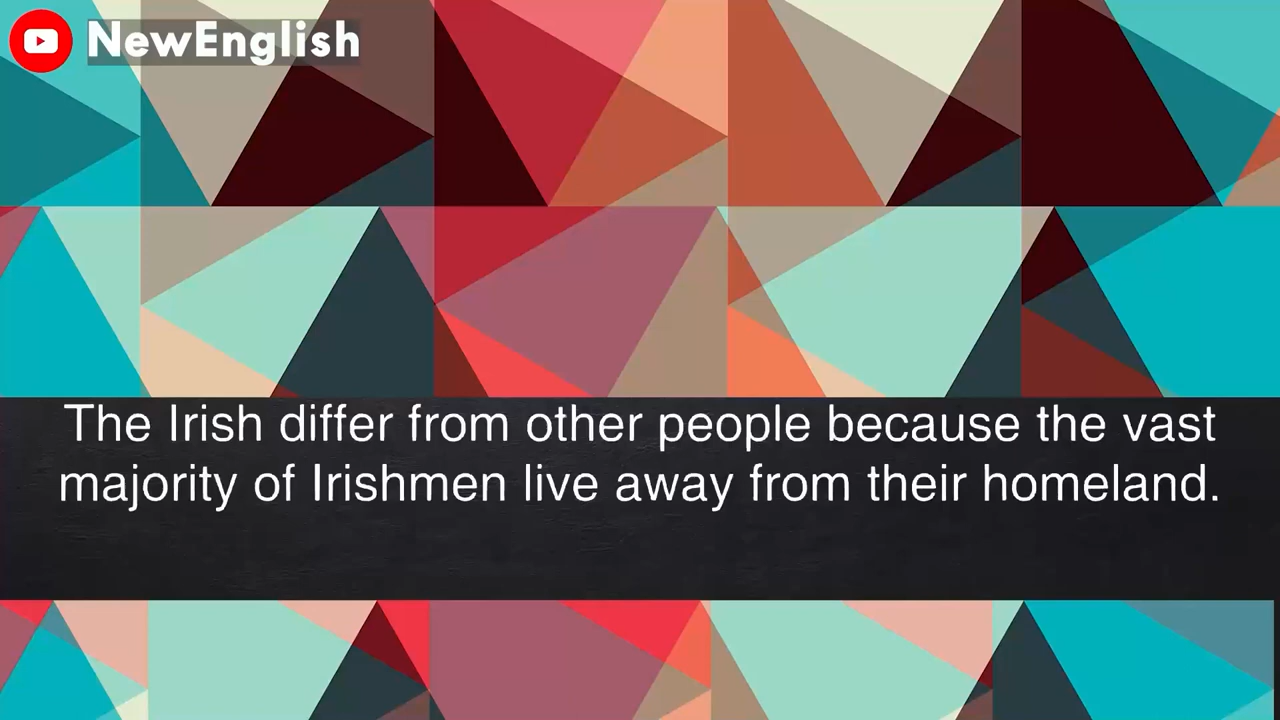 NewEnglish
The Irish differ from other people because the vast
majority of Irishmen live away from their homeland.